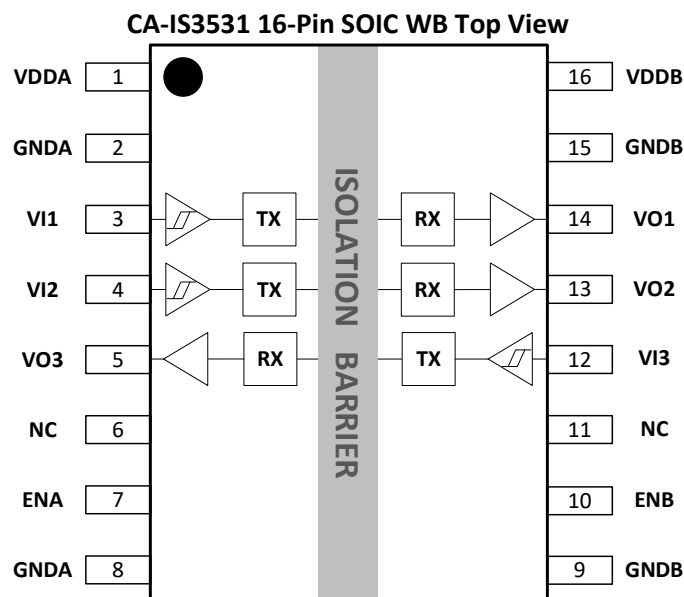 CA-IS3531 16-Pin SOIC WB Top View
VDDA 1 16 VDDB
GNDA 2 15 GNDB
VI1 3 TX RX 14 VO1
VI2 4 TX RX 13 VO2
VO3 5 RX TX 12 VI3
NC 6 11 NC
ENA 7 10 ENB
GNDA 8 9 GNDB
ISOLATION BARRIER